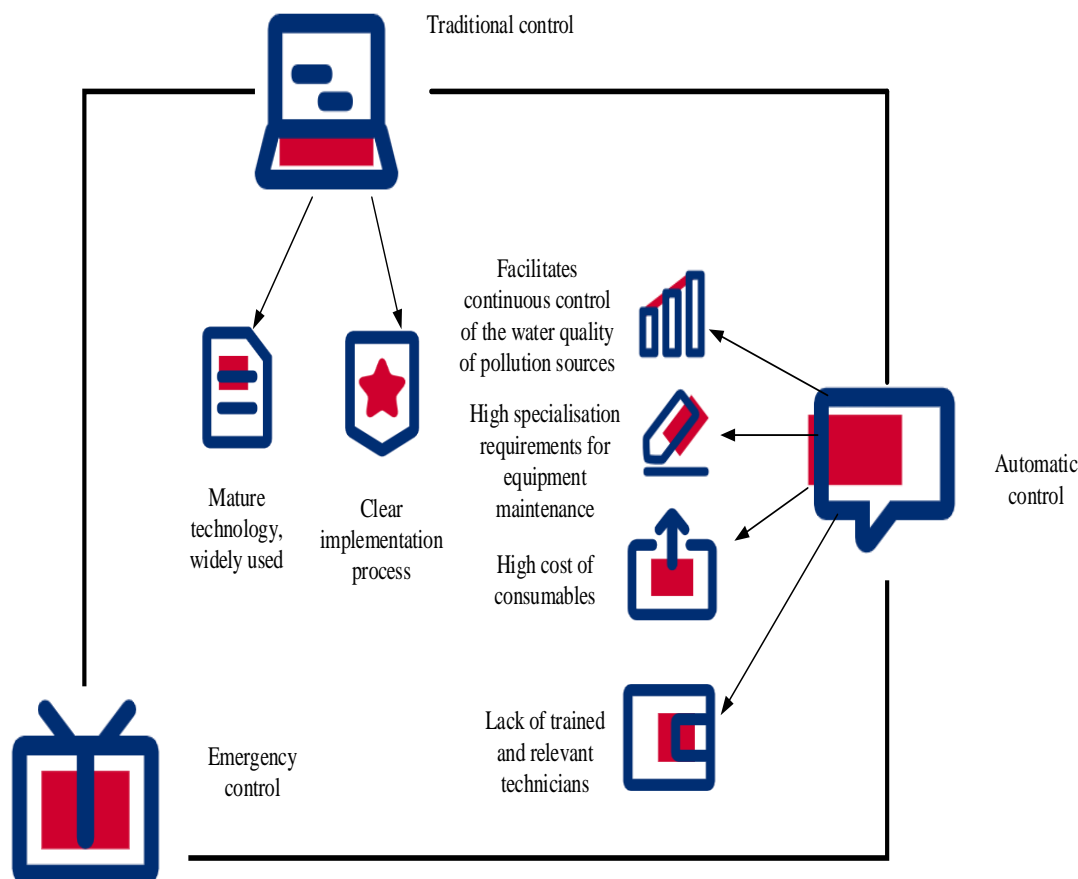 Traditional control
Facilitates
continuous control
of the water quality
of pollution sources
High specialisation
requirements for
equipment
maintenance
Automatic
control
Mature
technology,
widely used
Clear
implementation
process
High cost of
consumables
Lack of trained
and relevant
technicians
Emergency
control